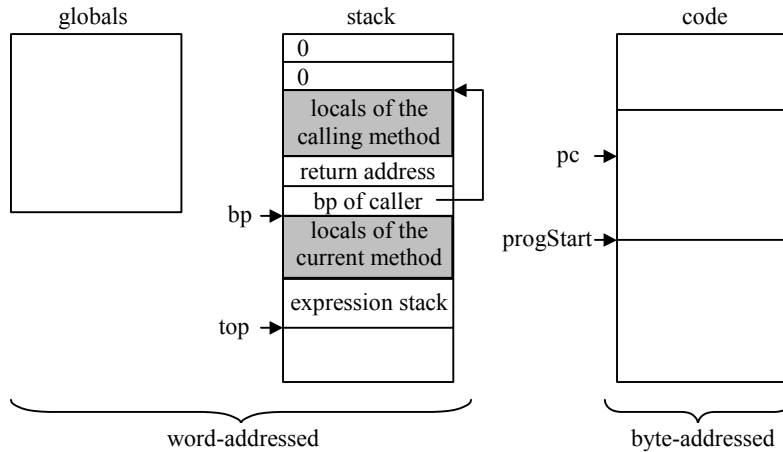 globals
stack
code
0
0
locals of the
calling method
return address
bp of caller
bp
locals of the
current method
expression stack
top
pc
progStart
word-addressed
byte-addressed